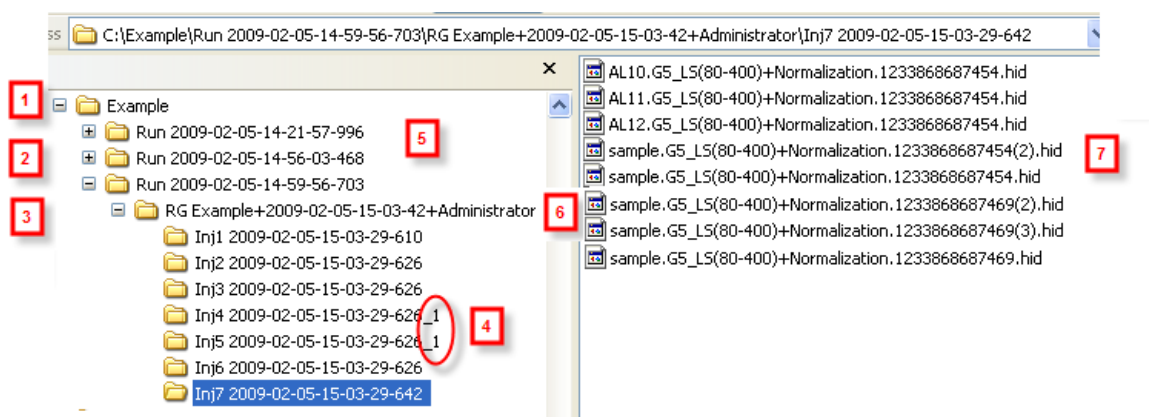 ss C:\Example\Run 2009-02-05-14-59-56-703\RG Example+2009-02-05-15-03-42+Administrator\Inj7 2009-02-05-15-03-29-642
×
1 Example
Run 2009-02-05-14-21-57-996 5
2 Run 2009-02-05-14-56-03-468
Run 2009-02-05-14-59-56-703
3 RG Example+2009-02-05-15-03-42+Administrator
Inj1 2009-02-05-15-03-29-610
Inj2 2009-02-05-15-03-29-626
Inj3 2009-02-05-15-03-29-626
Inj4 2009-02-05-15-03-29-626_1 4
Inj5 2009-02-05-15-03-29-626_1
Inj6 2009-02-05-15-03-29-626
Inj7 2009-02-05-15-03-29-642
AL10.G5_LS(80-400)+Normalization.1233868687454.hid
AL11.G5_LS(80-400)+Normalization.1233868687454.hid
AL12.G5_LS(80-400)+Normalization.1233868687454.hid
sample.G5_LS(80-400)+Normalization.1233868687454(2).hid 7
sample.G5_LS(80-400)+Normalization.1233868687454.hid
6 sample.G5_LS(80-400)+Normalization.1233868687469(2).hid
sample.G5_LS(80-400)+Normalization.1233868687469(3).hid
sample.G5_LS(80-400)+Normalization.1233868687469.hid